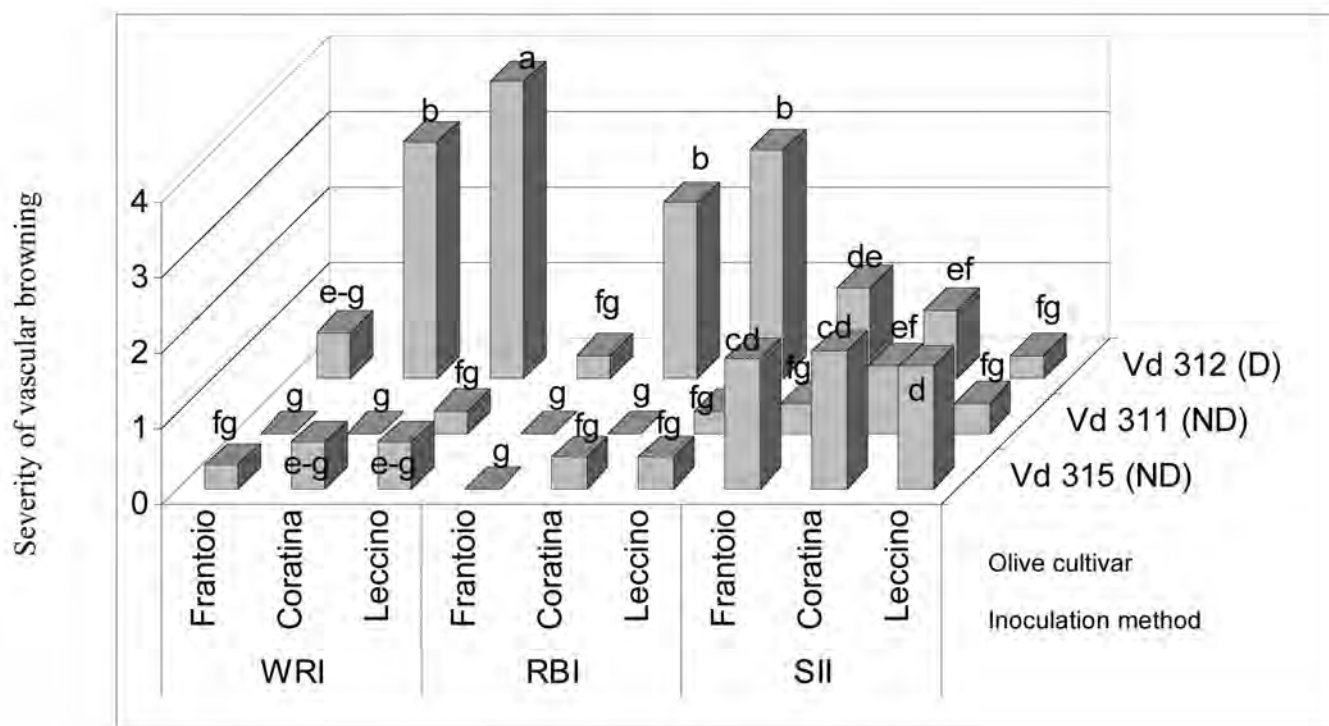 Severity of vascular browning
4
3
2
1
0
a
b
b
b
e-g
fg
de
ef
fg
g
g
fg
g
g
fg
fg
ef
fg
fg
e-g
e-g
g
fg
fg
cd
cd
d
Vd 312 (D)
Vd 311 (ND)
Vd 315 (ND)
Frantoio
Coratina
Leccino
Frantoio
Coratina
Leccino
Frantoio
Coratina
Leccino
Olive cultivar
WRI RBI SII
Inoculation method